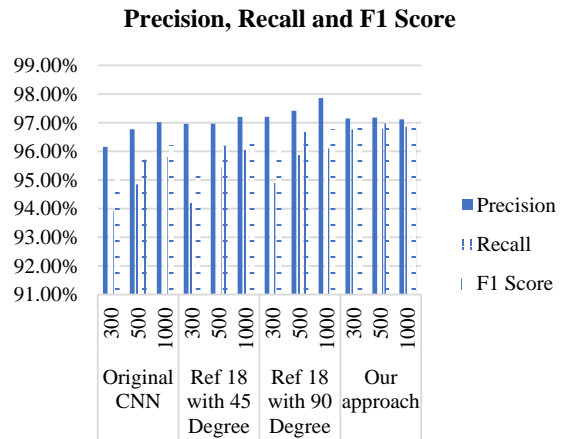 Precision, Recall and F1 Score
99.00%
98.00%
97.00%
96.00%
95.00%
94.00%
93.00%
92.00%
91.00%
300
500
1000
300
500
1000
300
500
1000
300
500
1000
Original
CNN
Ref 18
with 45
Degree
Ref 18
with 90
Degree
Our
approach
Precision
Recall
F1 Score